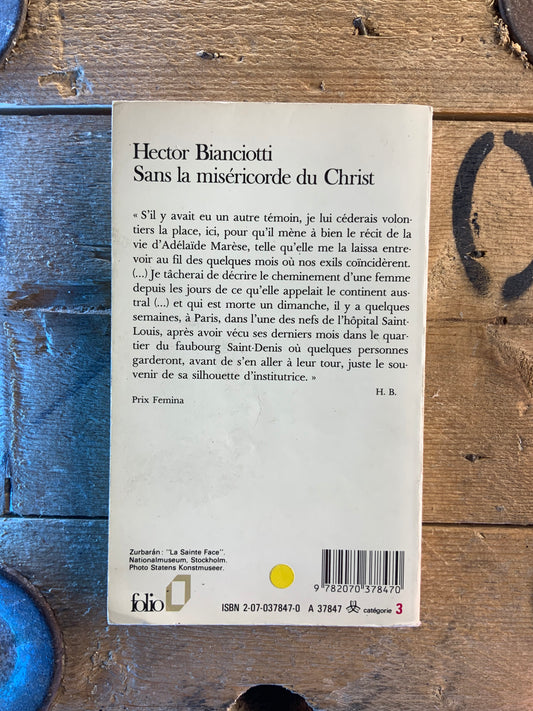 Hector Bianciotti
Sans la miséricorde du Christ
« S'il y avait eu un autre témoin, je lui céderais volon-
tiers la place, ici, pour qu'il mène à bien le récit de la
vie d'Adélaïde Marèse, telle qu'elle me la laissa entre-
voir au fil des quelques mois où nos exils coïncidèrent.
(...) Je tâcherai de décrire le cheminement d'une femme
depuis les jours de ce qu'elle appelait le continent aus-
tral (...) et qui est morte un dimanche, il y a quelques
semaines, à Paris, dans l'une des nefs de l'hôpital Saint-
Louis, après avoir vécu ses derniers mois dans le quar-
tier du faubourg Saint-Denis où quelques personnes
garderont, avant de s'en aller à leur tour, juste le sou-
venir de sa silhouette d'institutrice. »
H. B.
Prix Femina
Zurbarán : "La Sainte Face".
Nationalmuseum, Stockholm.
Photo Statens Konstmuseer.
9 782070 378470
folio
ISBN 2-07-037847-0 A 37847 catégorie 3